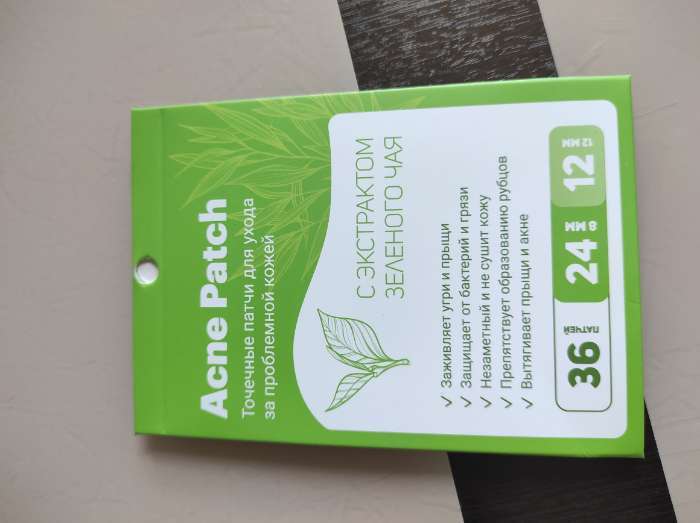 Acne Patch
Точечные патчи для ухода
за проблемной кожей
С ЭКСТРАКТОМ
ЗЕЛЕНОГО ЧАЯ
✓ Заживляет угри и прыщи
✓ Защищает от бактерий и грязи
✓ Незаметный и не сушит кожу
✓ Препятствует образованию рубцов
✓ Вытягивает прыщи и акне
36 ПАТЧЕЙ
24 8 ММ
12 12 ММ